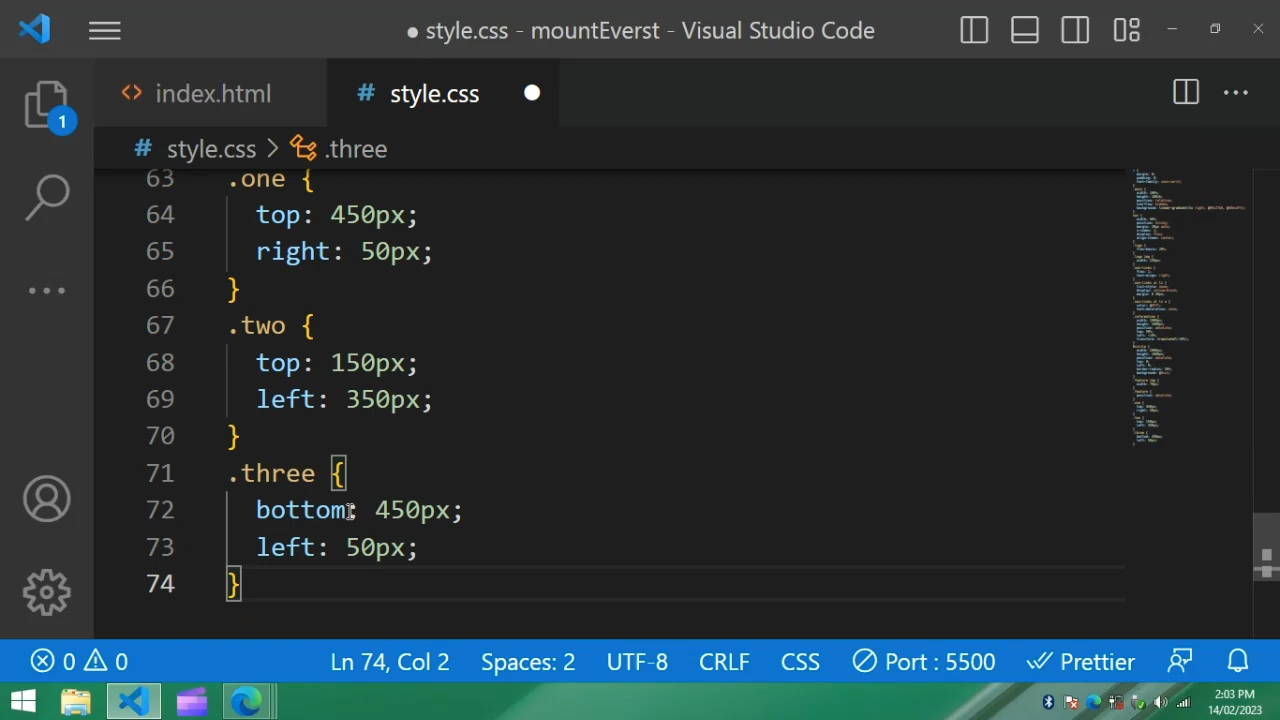 ● style.css - mountEverst - Visual Studio Code
index.html
# style.css
1
# style.css > .three
63 .one {
64 top: 450px;
65 right: 50px;
66 }
67 .two {
68 top: 150px;
69 left: 350px;
70 }
71 .three {
72 bottom: 450px;
73 left: 50px;
74 }
0 0
Ln 74, Col 2
Spaces: 2
UTF-8
CRLF
CSS
Port : 5500
Prettier
2:03 PM
14/02/2023